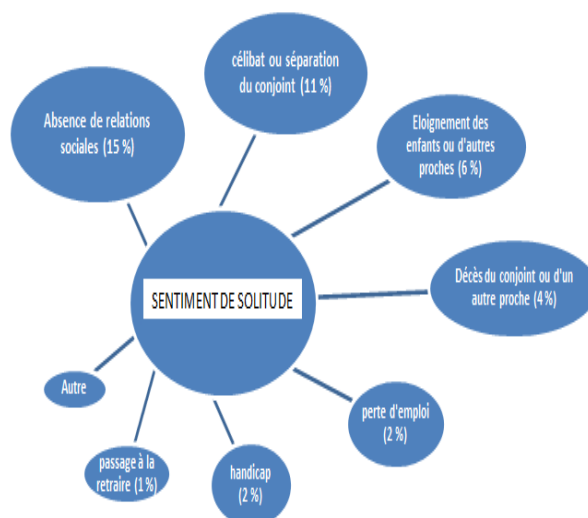 célibat ou séparation
du conjoint (11 %)
Absence de relations
sociales (15 %)
Eloignement des
enfants ou d'autres
proches (6 %)
SENTIMENT DE SOLITUDE
Décès du conjoint ou d'un
autre proche (4 %)
Autre
perte d'emploi
(2 %)
passage à la
retraire (1 %)
handicap
(2 %)